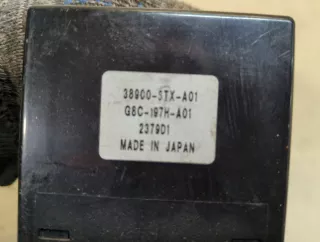 38900-STX-A01
G8C-197H-A01
237901
MADE IN JAPAN